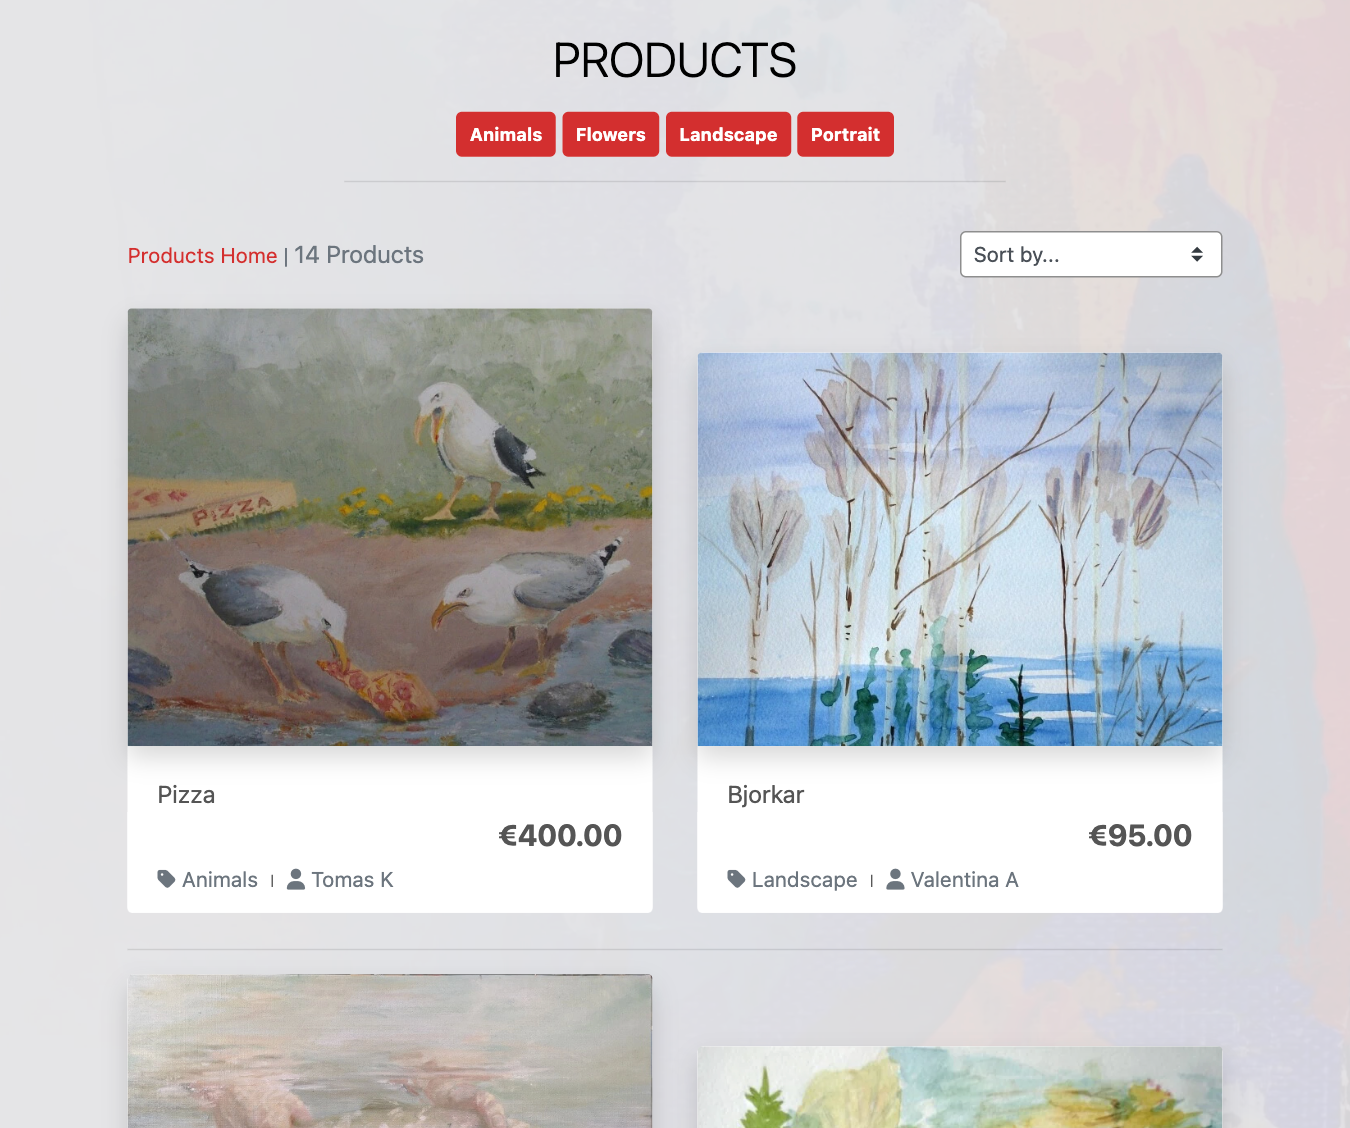 PRODUCTS
Animals Flowers Landscape Portrait
Products Home | 14 Products
Sort by...
PIZZA
Pizza
€400.00
Animals | Tomas K
Bjorkar
€95.00
Landscape | Valentina A